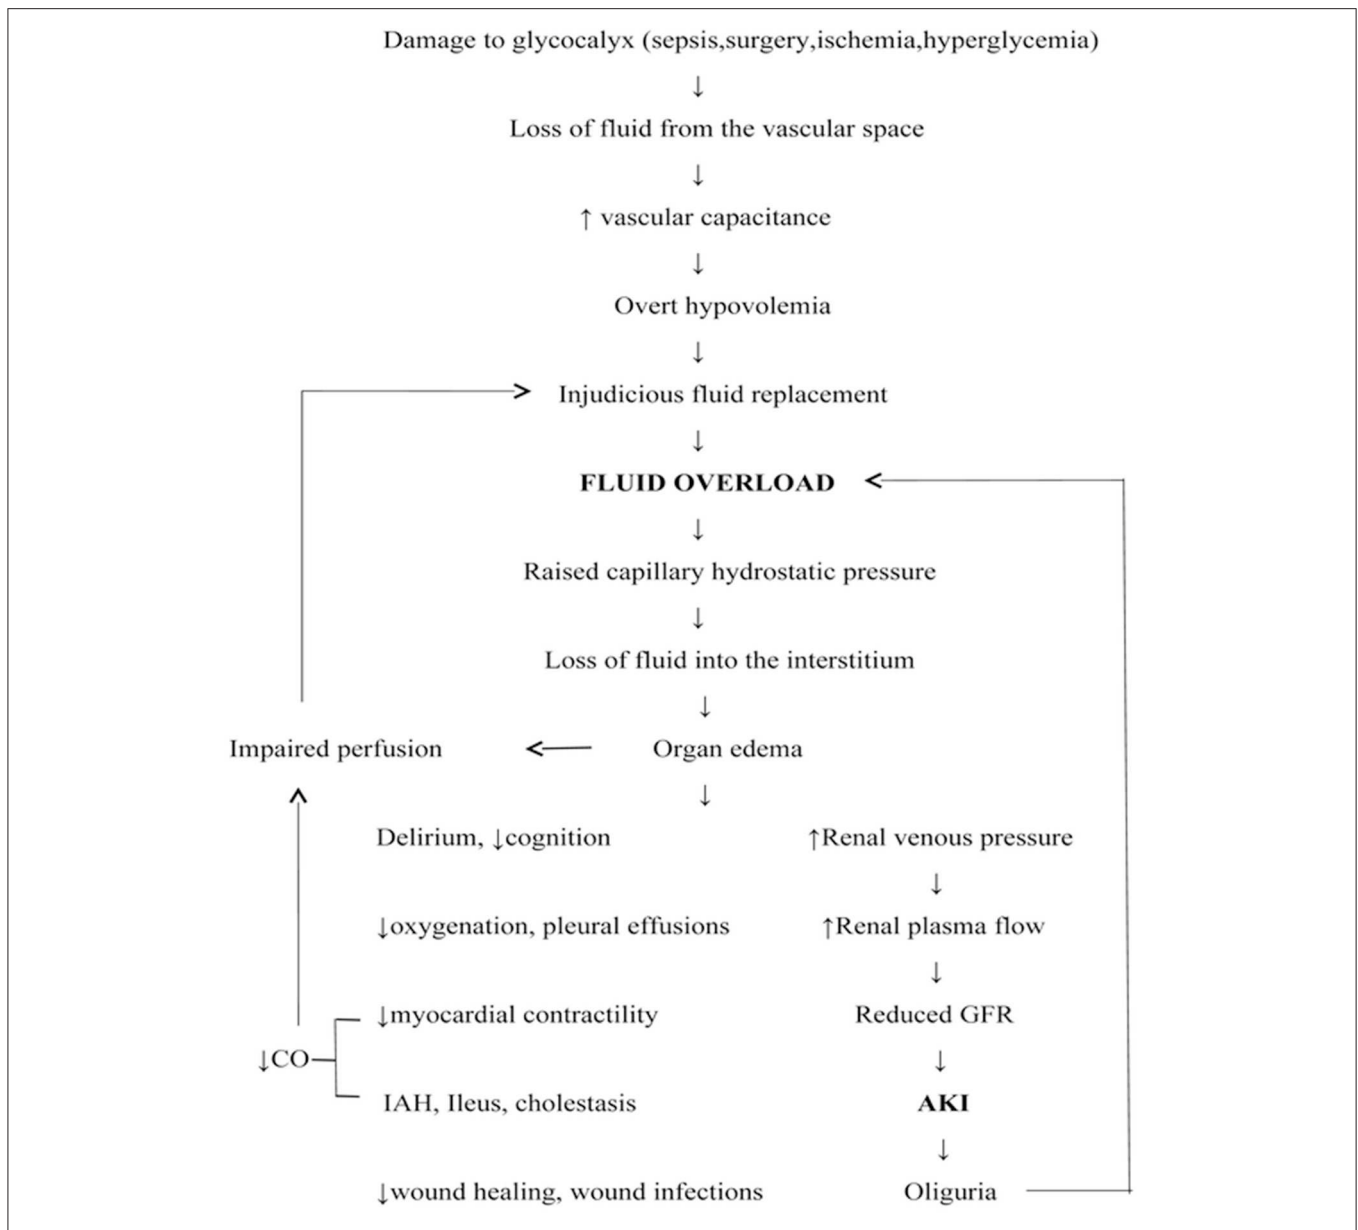 Damage to glycocalyx (sepsis,surgery,ischemia,hyperglycemia)
↓
Loss of fluid from the vascular space
↓
↑ vascular capacitance
↓
Overt hypovolemia
↓
Injudicious fluid replacement
↓
FLUID OVERLOAD
↓
Raised capillary hydrostatic pressure
↓
Loss of fluid into the interstitium
↓
Impaired perfusion
Organ edema
↓
Delirium, ↓cognition
↑Renal venous pressure
↓
↓oxygenation, pleural effusions
↑Renal plasma flow
↓
↓myocardial contractility
Reduced GFR
↓CO
↓
IAH, Ileus, cholestasis
AKI
↓
↓wound healing, wound infections
Oliguria